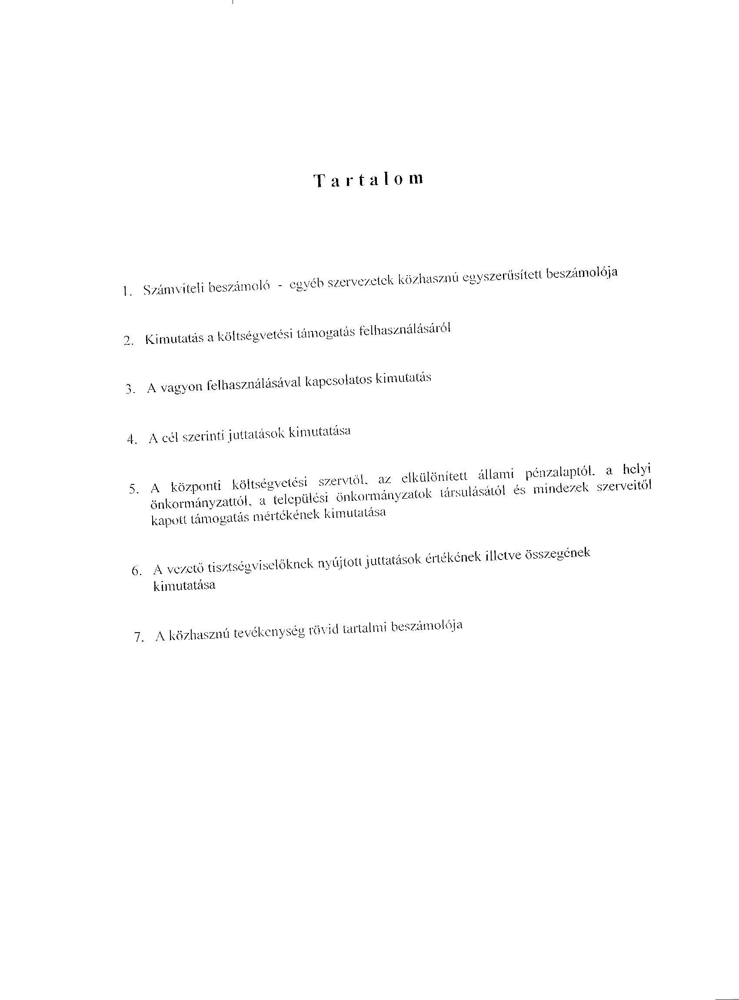 Tartalom
1. Számviteli beszámoló - egyéb szervezetek közhasznú egyszerűsített beszámolója
2. Kimutatás a költségvetési támogatás felhasználásáról
3. A vagyon felhasználásával kapcsolatos kimutatás
4. A cél szerinti juttatások kimutatása
5. A központi költségvetési szervtől, az elkülönített állami pénzalaptól, a helyi
önkormányzattól, a települési önkormányzatok társulásától és mindezek szerveitől
kapott támogatás mértékének kimutatása
6. A vezető tisztségviselőknek nyújtott juttatások értékének illetve összegének
kimutatása
7. A közhasznú tevékenység rövid tartalmi beszámolója